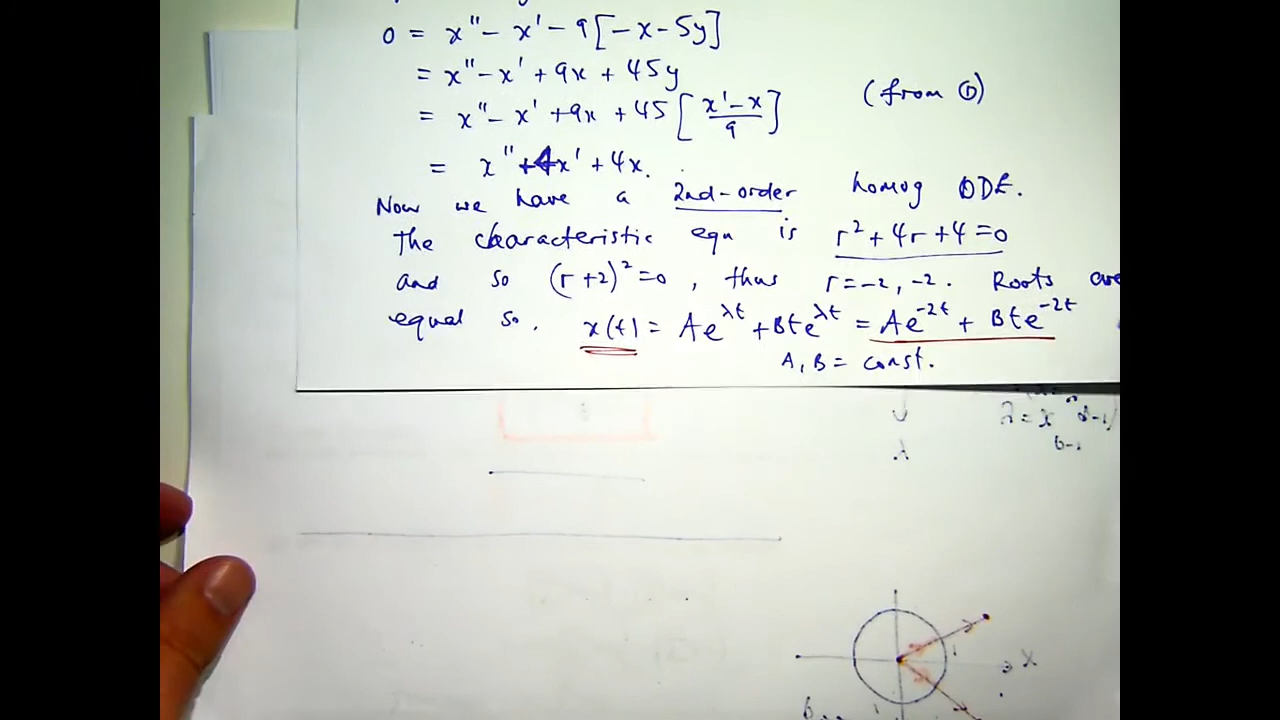 0 = x'' - x' - 9[-x-5y]
= x'' - x' + 9x + 45y
= x'' - x' + 9x + 45 [(x'-x)/9] (from ①)
= x'' + 4x' + 4x.
Now we have a 2nd-order homog ODE.
The characteristic equ is r² + 4r + 4 = 0
and so (r+2)² = 0, thus r = -2, -2. Roots are
equal so. x(t) = Ae^{λt} + Bte^{λt} = Ae^{-2t} + Bte^{-2t}
A, B = const.
λ
x